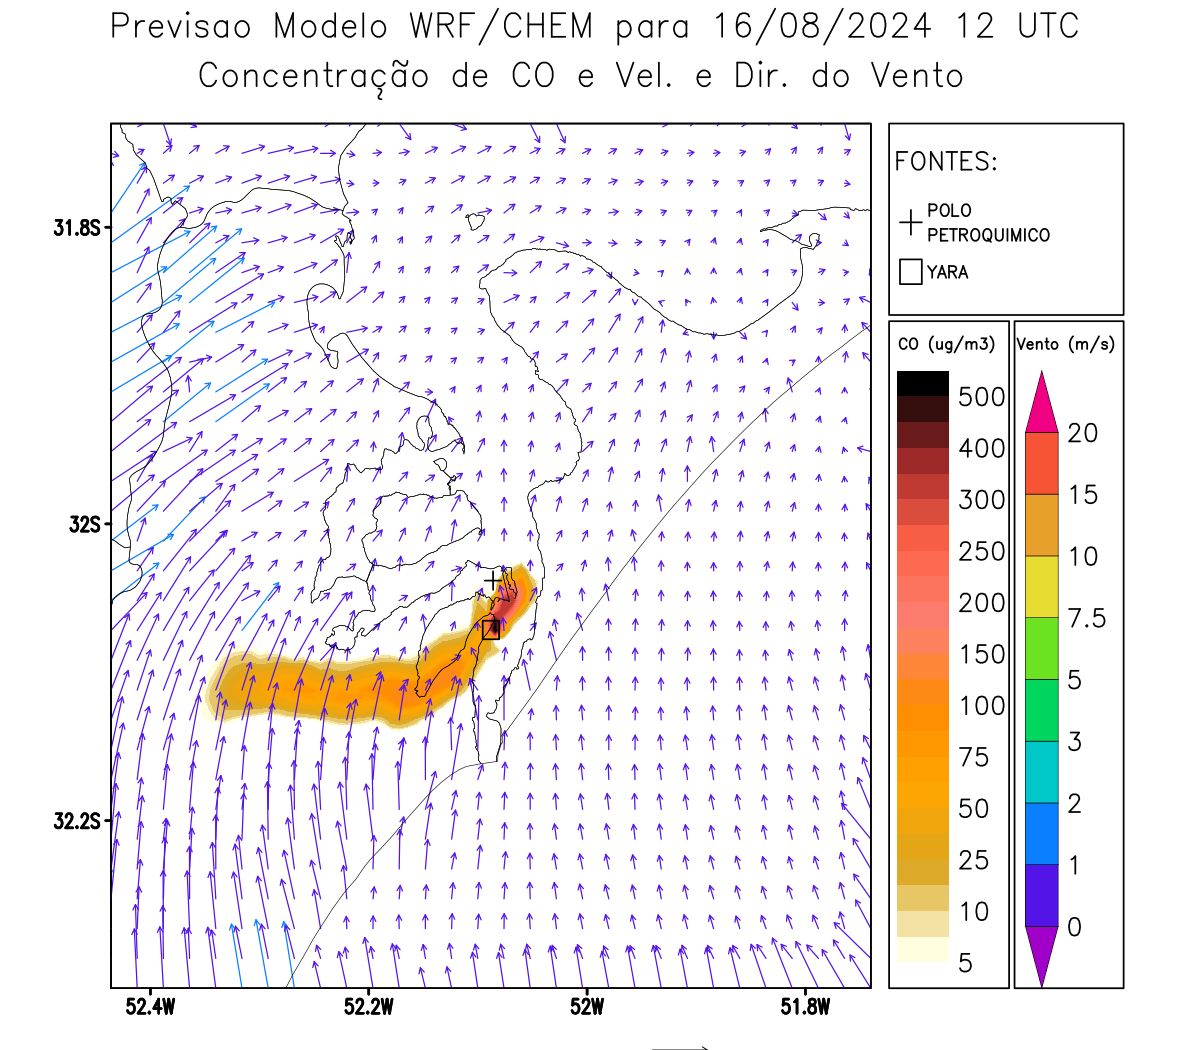 Previsao Modelo WRF/CHEM para 16/08/2024 12 UTC
Concentração de CO e Vel. e Dir. do Vento
FONTES:
POLO
PETROQUIMICO
YARA
CO (ug/m3)
500
400
300
250
200
150
100
75
50
25
10
5
Vento (m/s)
20
15
10
7.5
5
3
2
1
0
31.8S
32S
32.2S
52.4W
52.2W
52W
51.8W